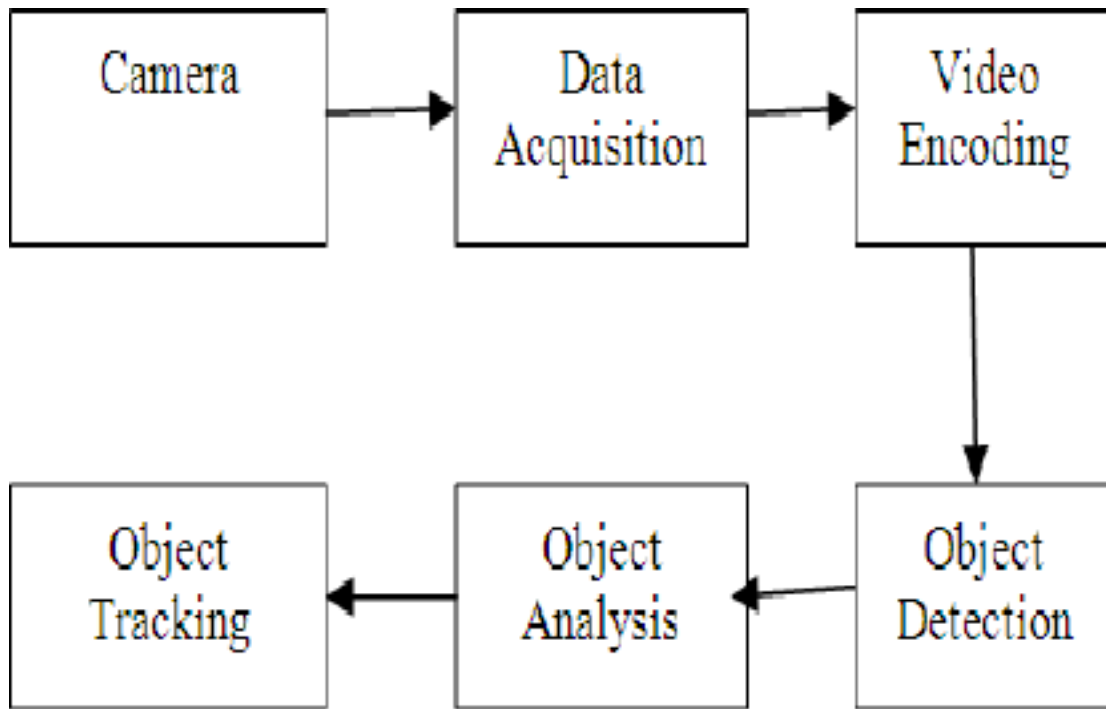 Camera
Data
Acquisition
Video
Encoding
Object
Tracking
Object
Analysis
Object
Detection